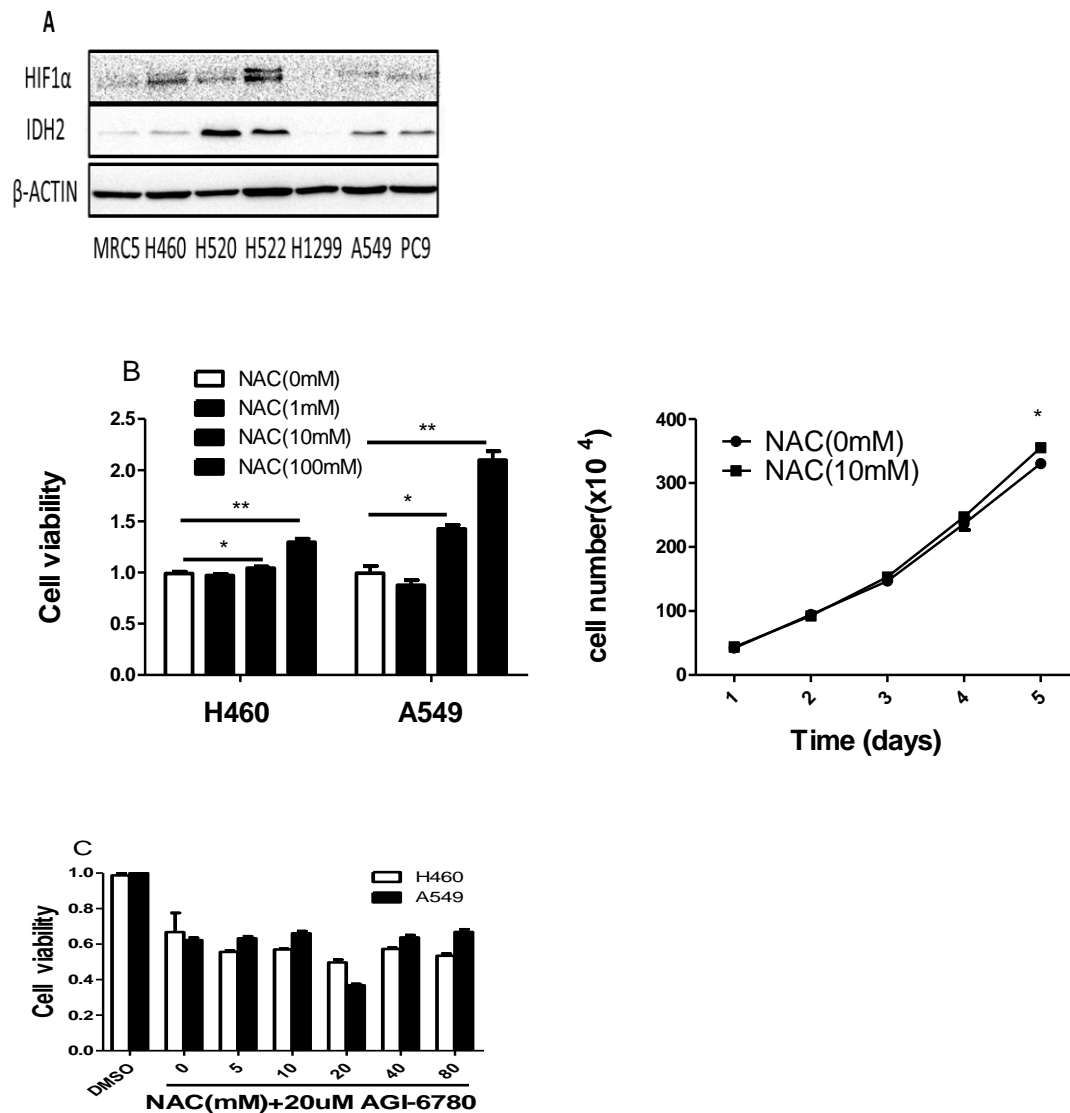 A
HIF1α
IDH2
β-ACTIN
MRC5 H460 H520 H522 H1299 A549 PC9
B
NAC(0mM)
NAC(1mM)
NAC(10mM)
NAC(100mM)
Cell viability
2.5
2.0
1.5
1.0
0.5
0.0
**
*
**
*
H460
A549
cell number(x10 4)
400
300
200
100
0
NAC(0mM)
NAC(10mM)
*
1 2 3 4 5
Time (days)
C
H460
A549
Cell viability
1.0
0.8
0.6
0.4
0.2
0.0
DMSO 0 5 10 20 40 80
NAC(mM)+20uM AGI-6780